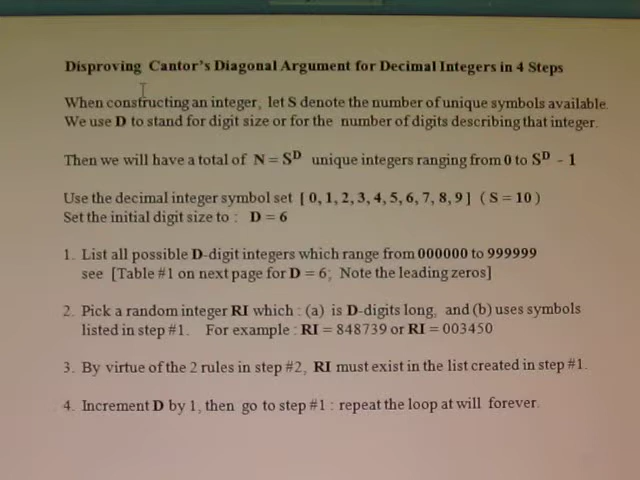 Disproving Cantor's Diagonal Argument for Decimal Integers in 4 Steps
When constructing an integer, let S denote the number of unique symbols available.
We use D to stand for digit size or for the number of digits describing that integer.
Then we will have a total of N = S^D unique integers ranging from 0 to S^D - 1
Use the decimal integer symbol set [ 0, 1, 2, 3, 4, 5, 6, 7, 8, 9 ] ( S = 10 )
Set the initial digit size to : D = 6
1. List all possible D-digit integers which range from 000000 to 999999
see [Table #1 on next page for D = 6; Note the leading zeros]
2. Pick a random integer RI which : (a) is D-digits long, and (b) uses symbols
listed in step #1. For example : RI = 848739 or RI = 003450
3. By virtue of the 2 rules in step #2, RI must exist in the list created in step #1.
4. Increment D by 1, then go to step #1 : repeat the loop at will forever.